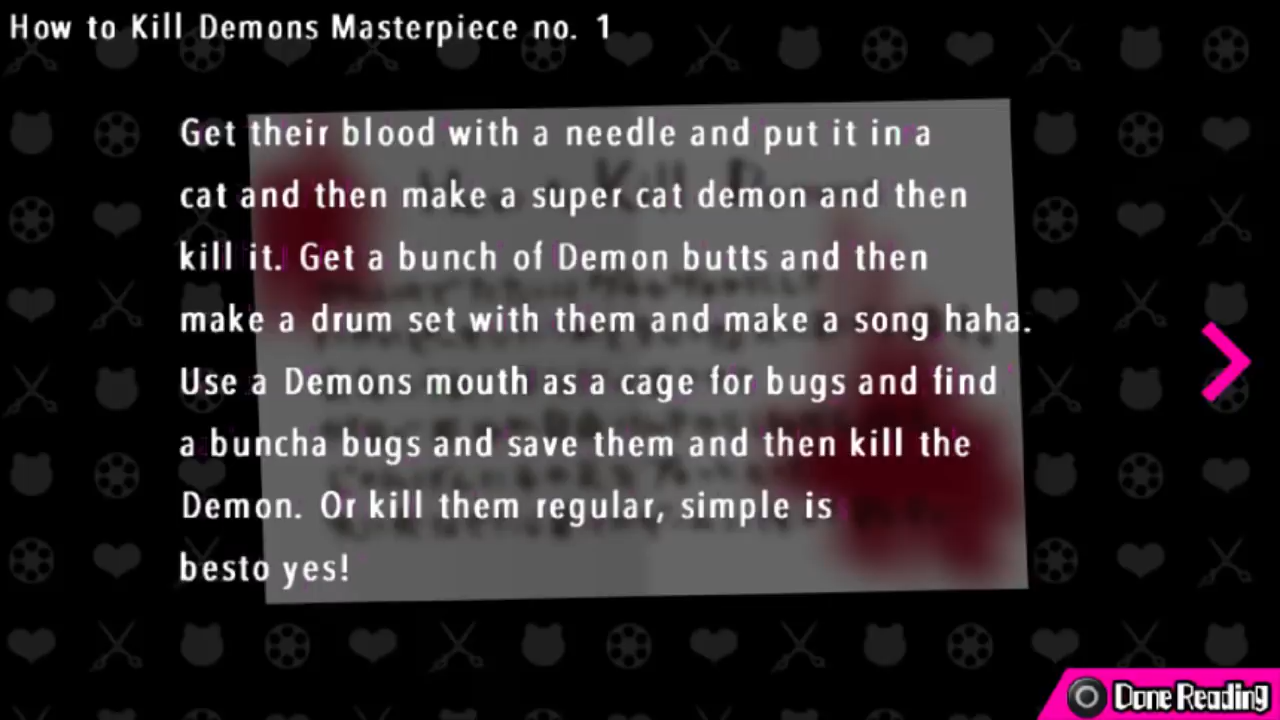 How to Kill Demons Masterpiece no. 1
Get their blood with a needle and put it in a
cat and then make a super cat demon and then
kill it. Get a bunch of Demon butts and then
make a drum set with them and make a song haha.
Use a Demons mouth as a cage for bugs and find
a buncha bugs and save them and then kill the
Demon. Or kill them regular, simple is
besto yes!
Done Reading